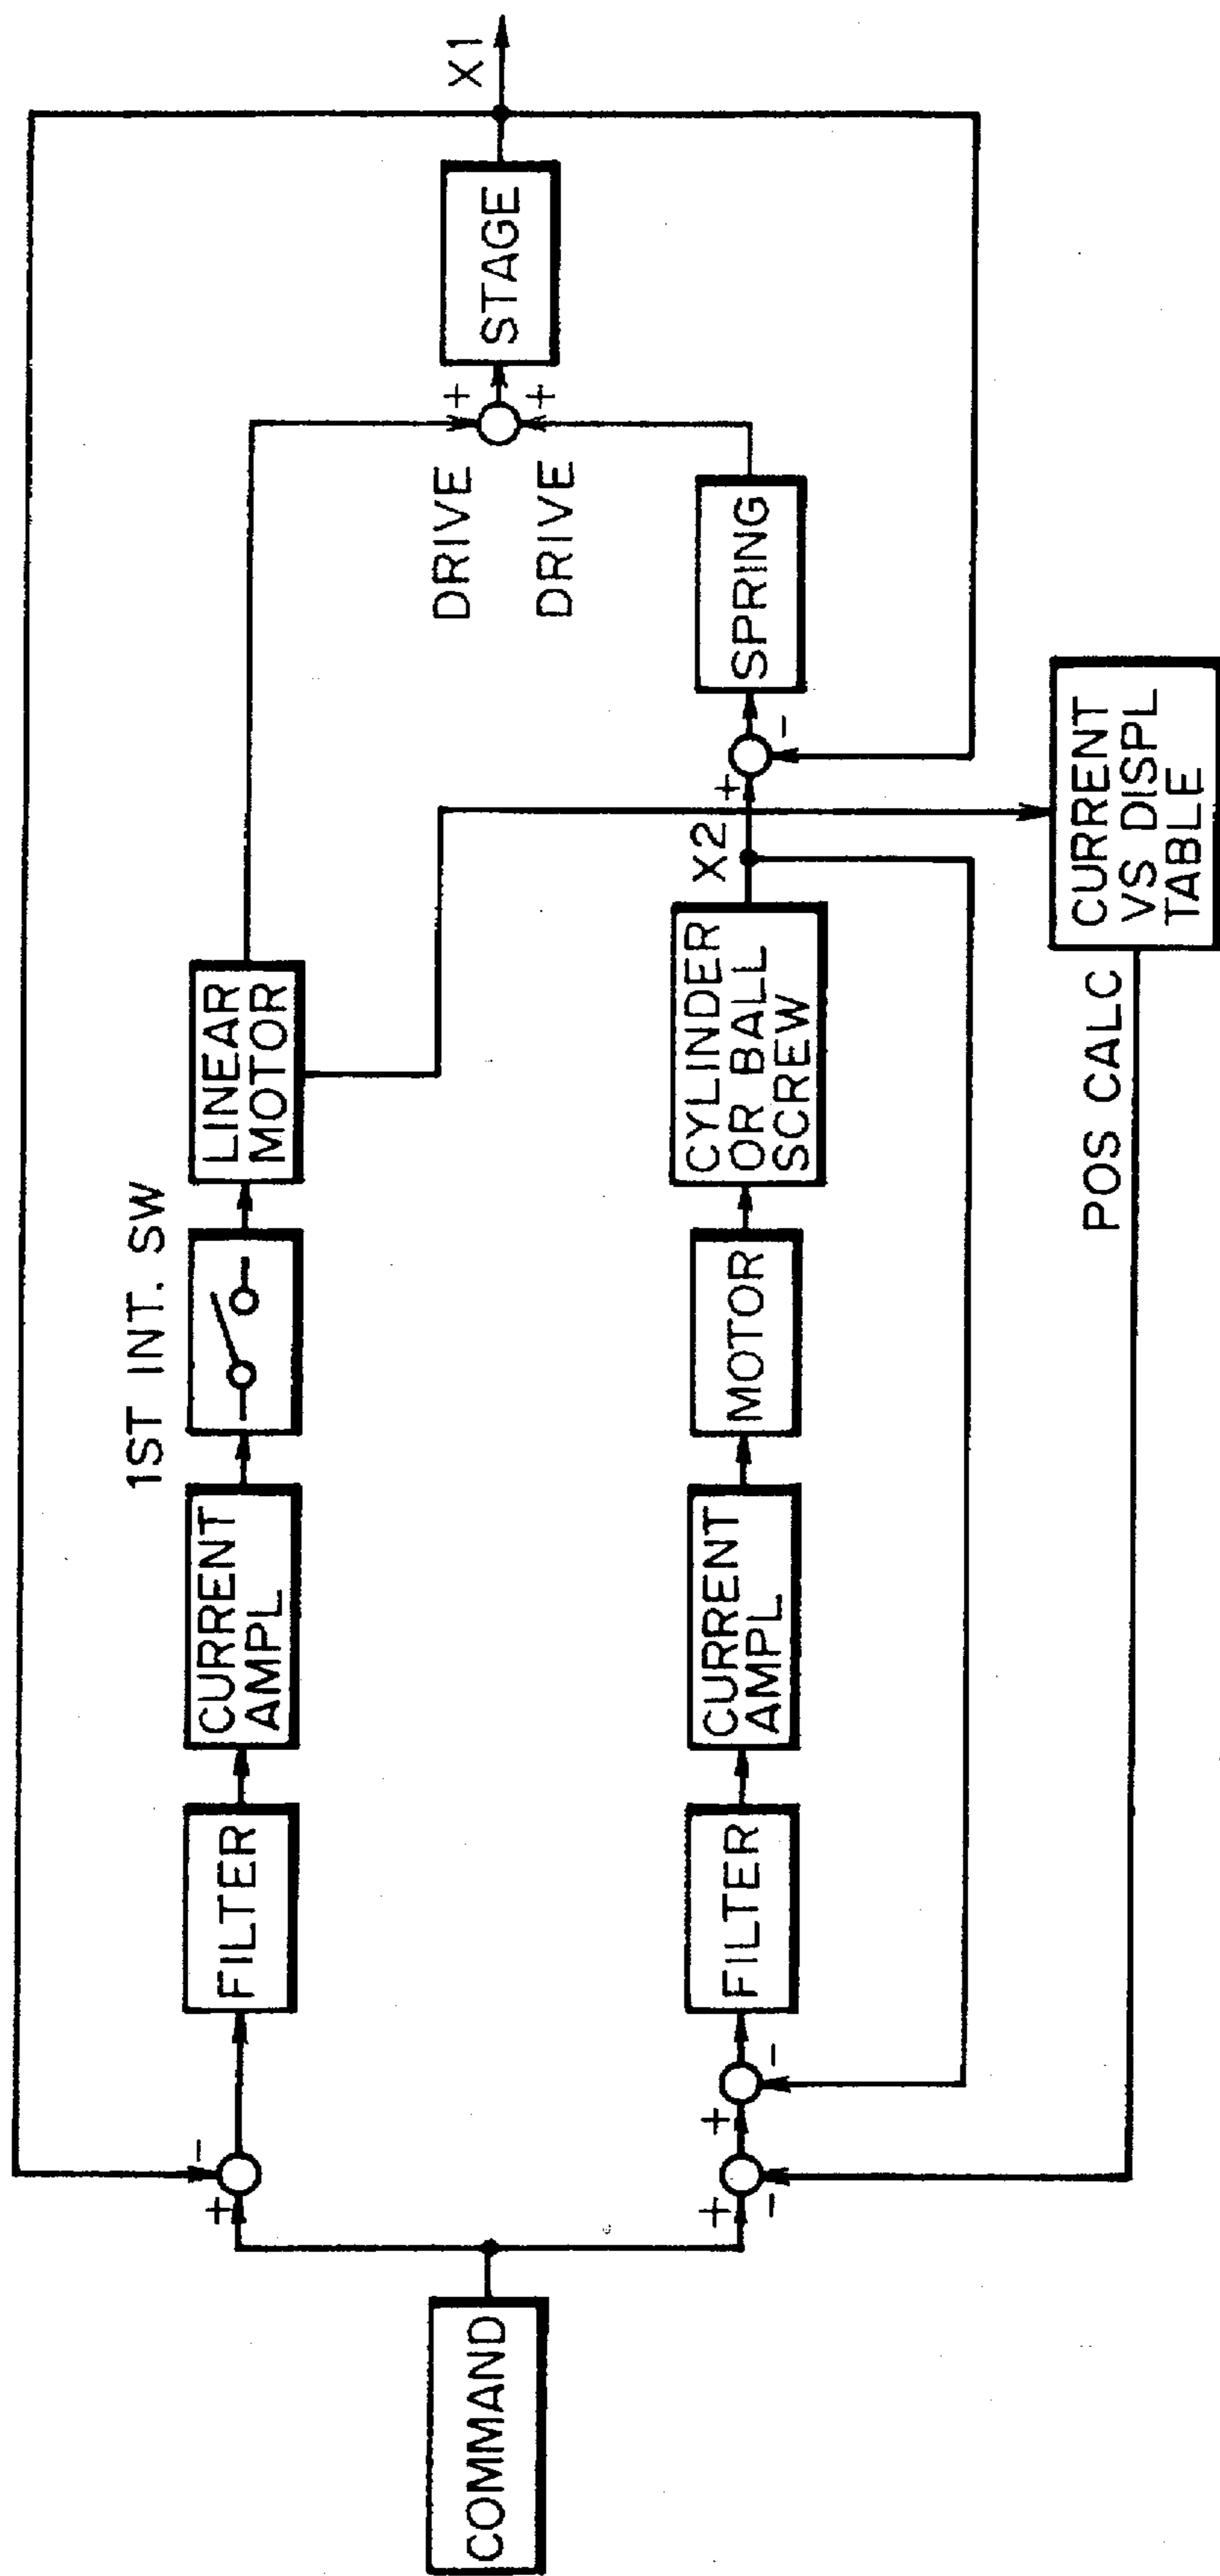 COMMAND
+
-
FILTER
CURRENT
AMPL
1ST INT. SW
LINEAR
MOTOR
DRIVE
+
STAGE
X1
+
-
+
-
FILTER
CURRENT
AMPL
MOTOR
CYLINDER
OR BALL
SCREW
X2
+
-
SPRING
DRIVE
+
POS CALC
CURRENT
VS DISPL
TABLE